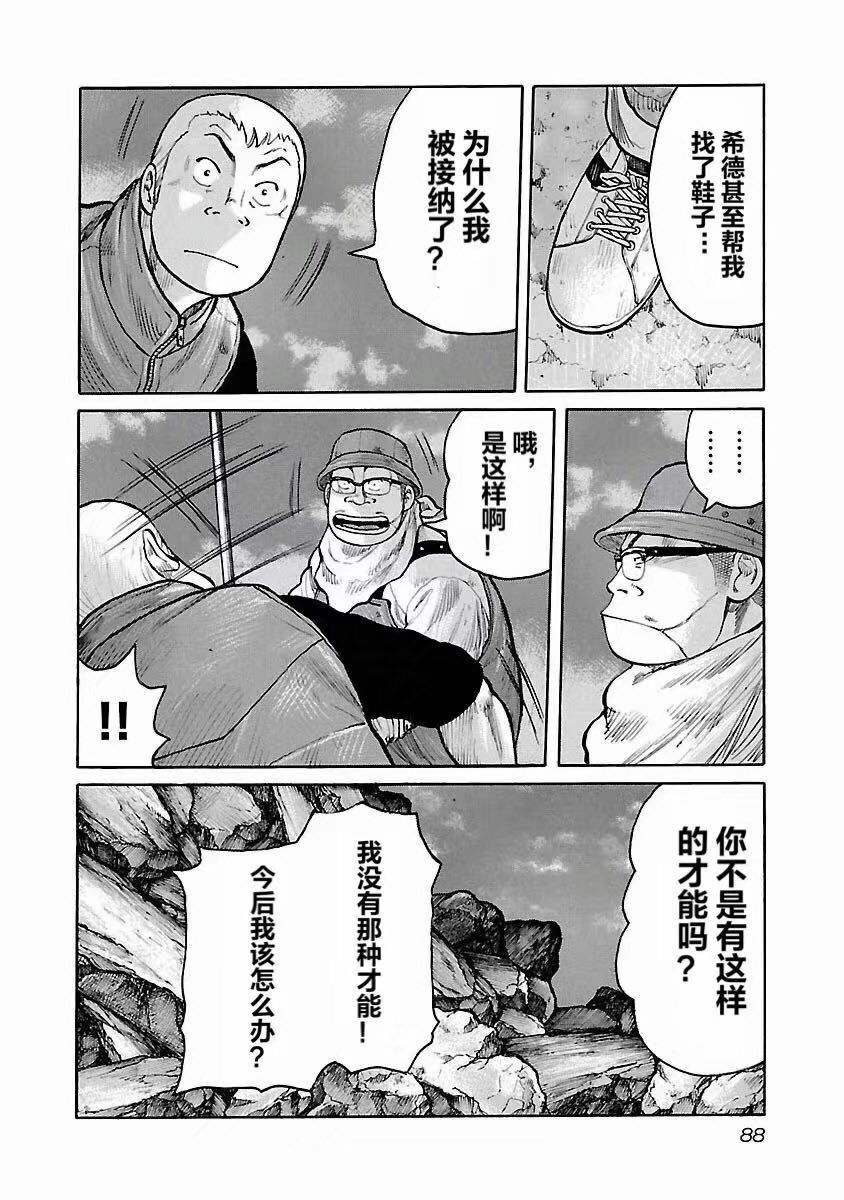 希德甚至帮我
找了鞋子…
为什么我
被接纳了？
……
……
哦，
是这样啊！
!!
你不是有这样
的才能吗？
我没有那种才能！
今后我该怎么办？
88